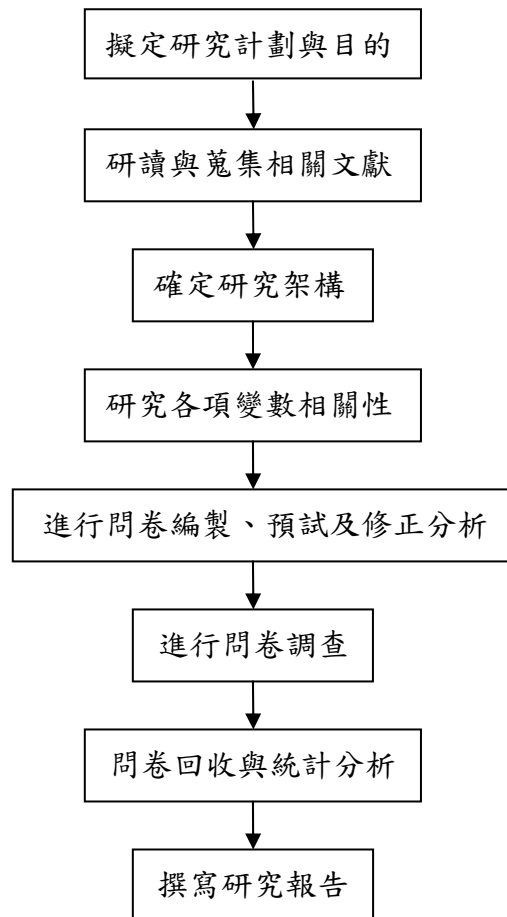 擬定研究計劃與目的
研讀與蒐集相關文獻
確定研究架構
研究各項變數相關性
進行問卷編製、預試及修正分析
進行問卷調查
問卷回收與統計分析
撰寫研究報告